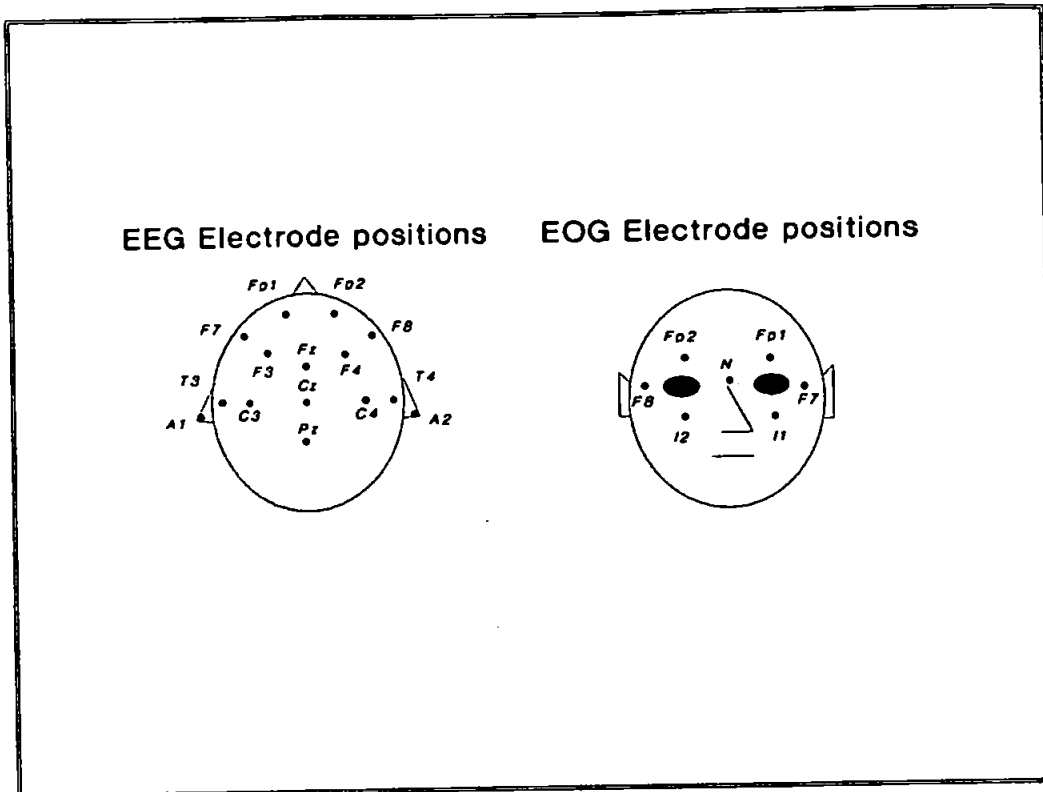 EEG Electrode positions
EOG Electrode positions
Fp1 Fp2
F7 F8
Fz
F3 F4
T3 Cz T4
A1 C3 C4 A2
Pz
Fp2 Fp1
N
F8 F7
I2 I1